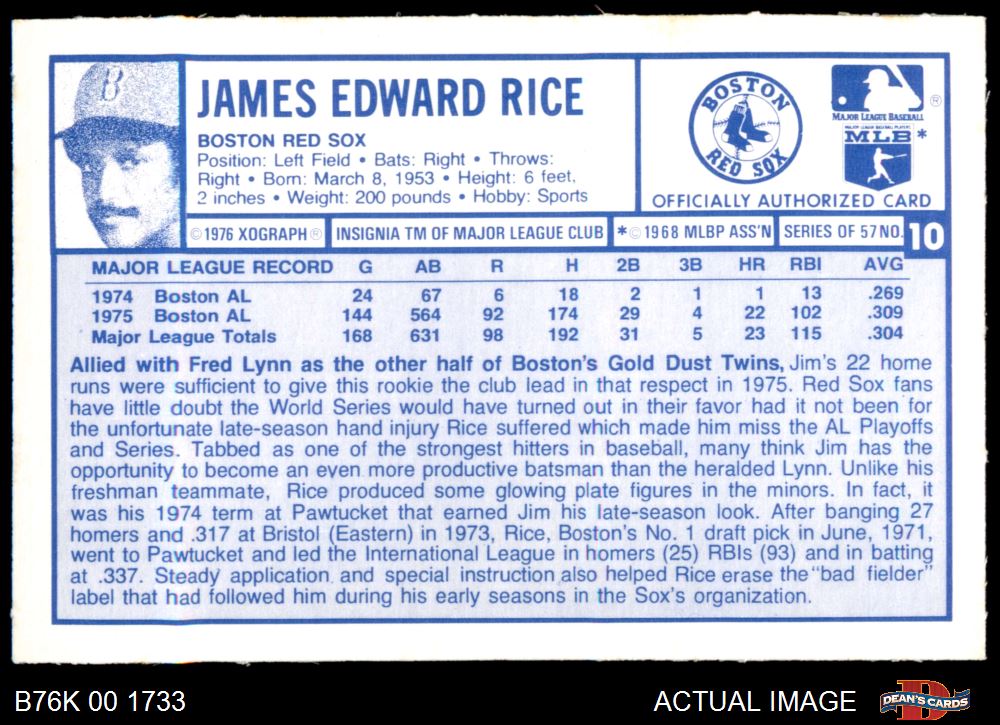 B
JAMES EDWARD RICE
BOSTON RED SOX
Position: Left Field • Bats: Right • Throws:
Right • Born: March 8, 1953 • Height: 6 feet,
2 inches • Weight: 200 pounds • Hobby: Sports
BOSTON
RED SOX
MAJOR LEAGUE BASEBALL ®
MAJOR LEAGUE BASEBALL PLAYERS
MLB *
OFFICIALLY AUTHORIZED CARD
©1976 XOGRAPH® INSIGNIA TM OF MAJOR LEAGUE CLUB *©1968 MLBP ASS'N SERIES OF 57 NO. 10
MAJOR LEAGUE RECORD G AB R H 2B 3B HR RBI AVG
1974 Boston AL 24 67 6 18 2 1 1 13 .269
1975 Boston AL 144 564 92 174 29 4 22 102 .309
Major League Totals 168 631 98 192 31 5 23 115 .304
Allied with Fred Lynn as the other half of Boston's Gold Dust Twins, Jim's 22 home
runs were sufficient to give this rookie the club lead in that respect in 1975. Red Sox fans
have little doubt the World Series would have turned out in their favor had it not been for
the unfortunate late-season hand injury Rice suffered which made him miss the AL Playoffs
and Series. Tabbed as one of the strongest hitters in baseball, many think Jim has the
opportunity to become an even more productive batsman than the heralded Lynn. Unlike his
freshman teammate, Rice produced some glowing plate figures in the minors. In fact, it
was his 1974 term at Pawtucket that earned Jim his late-season look. After banging 27
homers and .317 at Bristol (Eastern) in 1973, Rice, Boston's No. 1 draft pick in June, 1971,
went to Pawtucket and led the International League in homers (25) RBIs (93) and in batting
at .337. Steady application and special instruction also helped Rice erase the "bad fielder"
label that had followed him during his early seasons in the Sox's organization.
B76K 00 1733
ACTUAL IMAGE
DEAN'S CARDS